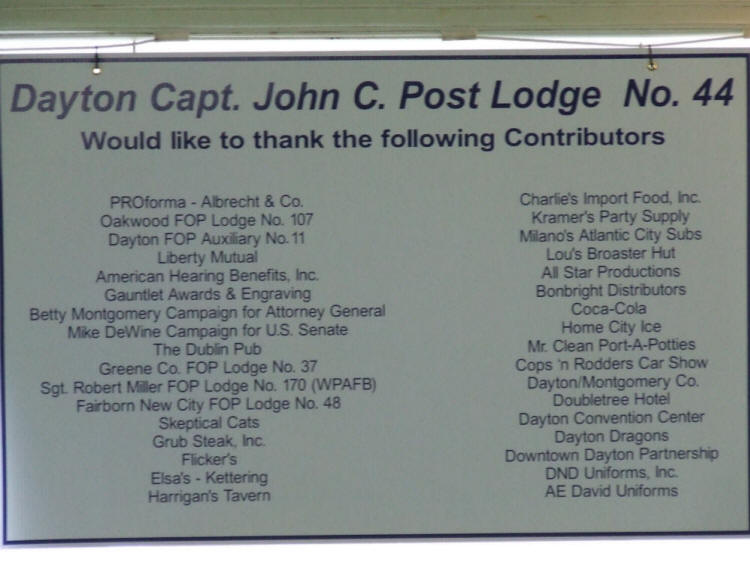 Dayton Capt. John C. Post Lodge No. 44
Would like to thank the following Contributors
PROforma - Albrecht & Co.
Oakwood FOP Lodge No. 107
Dayton FOP Auxiliary No. 11
Liberty Mutual
American Hearing Benefits, Inc.
Gauntlet Awards & Engraving
Betty Montgomery Campaign for Attorney General
Mike DeWine Campaign for U.S. Senate
The Dublin Pub
Greene Co. FOP Lodge No. 37
Sgt. Robert Miller FOP Lodge No. 170 (WPAFB)
Fairborn New City FOP Lodge No. 48
Skeptical Cats
Grub Steak, Inc.
Flicker's
Elsa's - Kettering
Harrigan's Tavern
Charlie's Import Food, Inc.
Kramer's Party Supply
Milano's Atlantic City Subs
Lou's Broaster Hut
All Star Productions
Bonbright Distributors
Coca-Cola
Home City Ice
Mr. Clean Port-A-Potties
Cops 'n Rodders Car Show
Dayton/Montgomery Co.
Doubletree Hotel
Dayton Convention Center
Dayton Dragons
Downtown Dayton Partnership
DND Uniforms, Inc.
AE David Uniforms